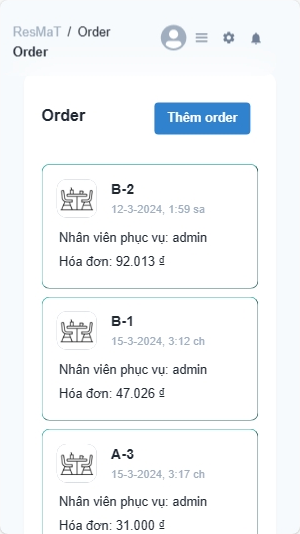 ResMaT / Order
Order
Order
Thêm order
B-2
12-3-2024, 1:59 sa
Nhân viên phục vụ: admin
Hóa đơn: 92.013 ₫
B-1
15-3-2024, 3:12 ch
Nhân viên phục vụ: admin
Hóa đơn: 47.026 ₫
A-3
15-3-2024, 3:17 ch
Nhân viên phục vụ: admin
Hóa đơn: 31.000 ₫